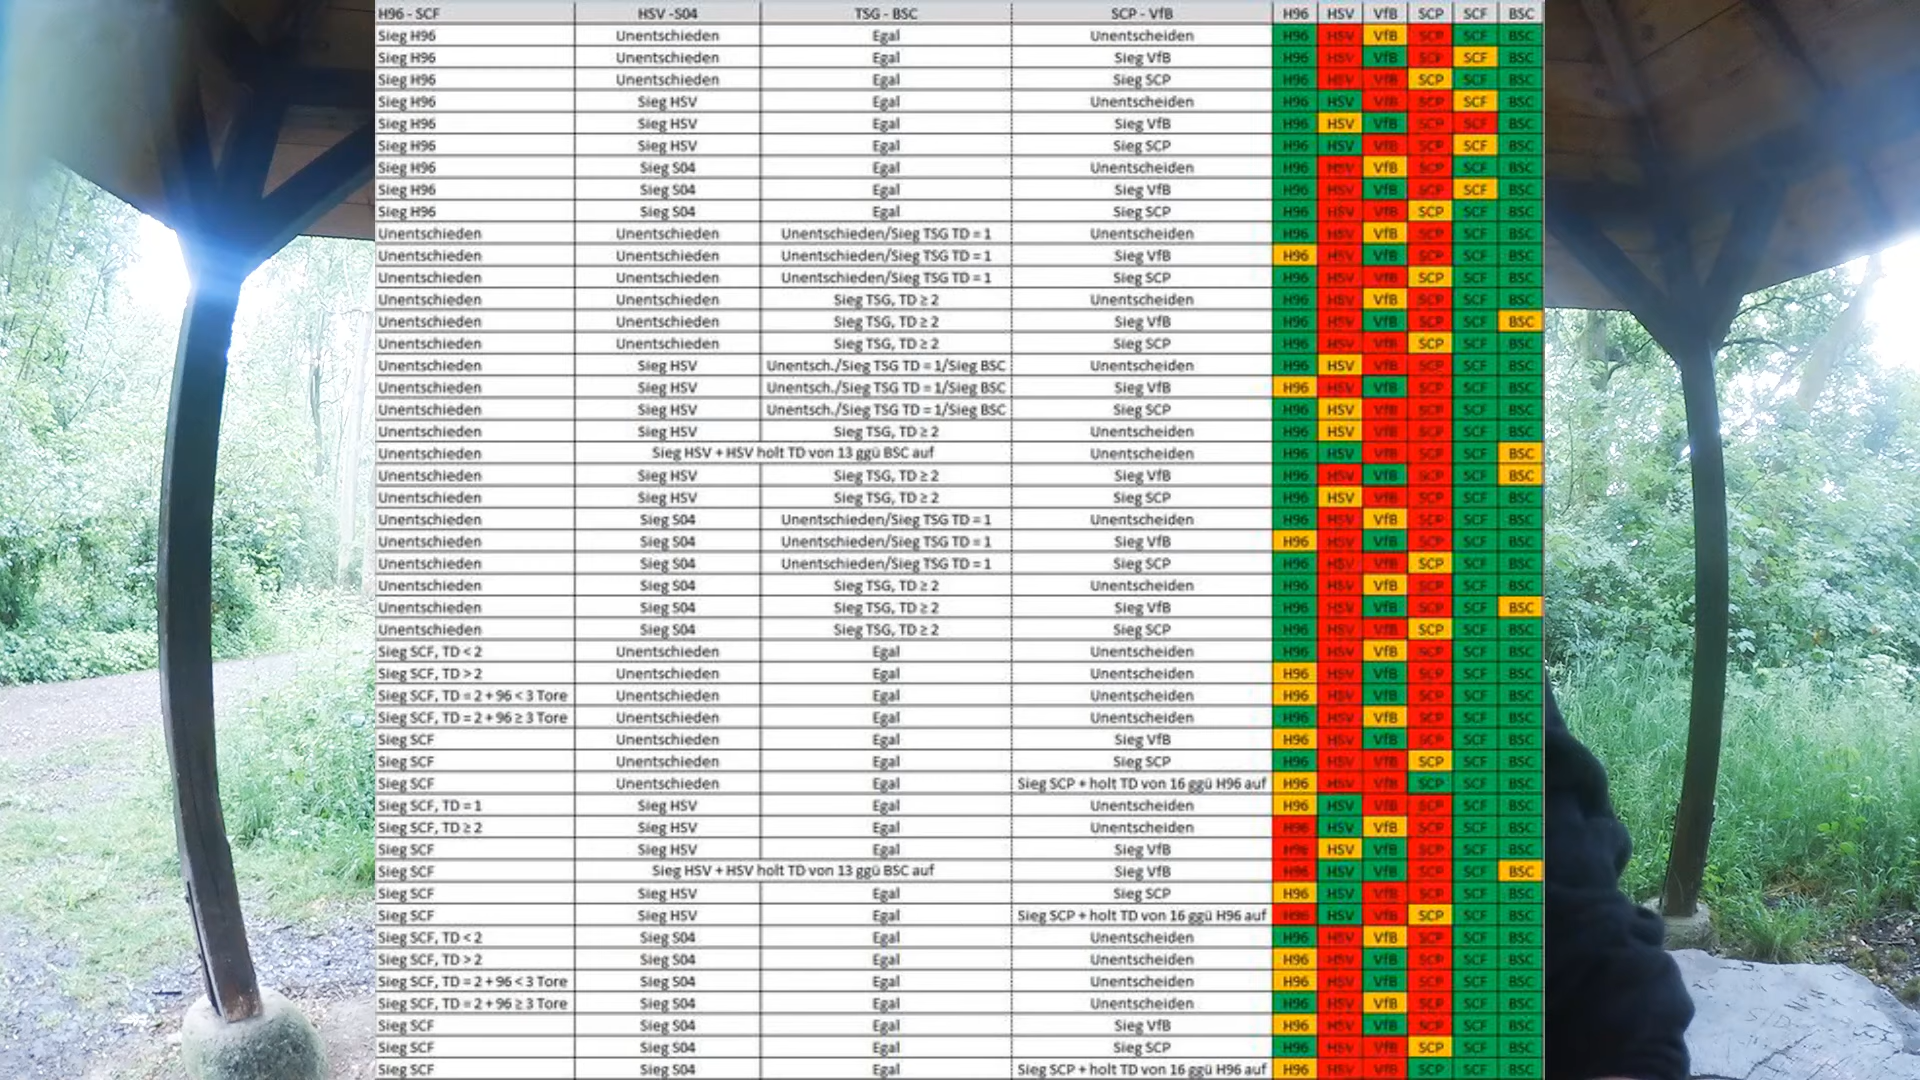 H96 - SCF HSV -S04 TSG - BSC SCP - VfB H96 HSV VfB SCP SCF BSC
Sieg H96 Unentschieden Egal Unentscheiden H96 HSV VfB SCP SCF BSC
Sieg H96 Unentschieden Egal Sieg VfB H96 HSV VfB SCP SCF BSC
Sieg H96 Unentschieden Egal Sieg SCP H96 HSV VfB SCP SCF BSC
Sieg H96 Sieg HSV Egal Unentscheiden H96 HSV VfB SCP SCF BSC
Sieg H96 Sieg HSV Egal Sieg VfB H96 HSV VfB SCP SCF BSC
Sieg H96 Sieg HSV Egal Sieg SCP H96 HSV VfB SCP SCF BSC
Sieg H96 Sieg S04 Egal Unentscheiden H96 HSV VfB SCP SCF BSC
Sieg H96 Sieg S04 Egal Sieg VfB H96 HSV VfB SCP SCF BSC
Sieg H96 Sieg S04 Egal Sieg SCP H96 HSV VfB SCP SCF BSC
Unentschieden Unentschieden Unentschieden/Sieg TSG TD = 1 Unentscheiden H96 HSV VfB SCP SCF BSC
Unentschieden Unentschieden Unentschieden/Sieg TSG TD = 1 Sieg VfB H96 HSV VfB SCP SCF BSC
Unentschieden Unentschieden Unentschieden/Sieg TSG TD = 1 Sieg SCP H96 HSV VfB SCP SCF BSC
Unentschieden Unentschieden Sieg TSG, TD ≥ 2 Unentscheiden H96 HSV VfB SCP SCF BSC
Unentschieden Unentschieden Sieg TSG, TD ≥ 2 Sieg VfB H96 HSV VfB SCP SCF BSC
Unentschieden Unentschieden Sieg TSG, TD ≥ 2 Sieg SCP H96 HSV VfB SCP SCF BSC
Unentschieden Sieg HSV Unentsch./Sieg TSG TD = 1/Sieg BSC Unentscheiden H96 HSV VfB SCP SCF BSC
Unentschieden Sieg HSV Unentsch./Sieg TSG TD = 1/Sieg BSC Sieg VfB H96 HSV VfB SCP SCF BSC
Unentschieden Sieg HSV Unentsch./Sieg TSG TD = 1/Sieg BSC Sieg SCP H96 HSV VfB SCP SCF BSC
Unentschieden Sieg HSV Sieg TSG, TD ≥ 2 Unentscheiden H96 HSV VfB SCP SCF BSC
Unentschieden Sieg HSV + HSV holt TD von 13 ggü BSC auf Unentscheiden H96 HSV VfB SCP SCF BSC
Unentschieden Sieg HSV Sieg TSG, TD ≥ 2 Sieg VfB H96 HSV VfB SCP SCF BSC
Unentschieden Sieg HSV Sieg TSG, TD ≥ 2 Sieg SCP H96 HSV VfB SCP SCF BSC
Unentschieden Sieg S04 Unentschieden/Sieg TSG TD = 1 Unentscheiden H96 HSV VfB SCP SCF BSC
Unentschieden Sieg S04 Unentschieden/Sieg TSG TD = 1 Sieg VfB H96 HSV VfB SCP SCF BSC
Unentschieden Sieg S04 Unentschieden/Sieg TSG TD = 1 Sieg SCP H96 HSV VfB SCP SCF BSC
Unentschieden Sieg S04 Sieg TSG, TD ≥ 2 Unentscheiden H96 HSV VfB SCP SCF BSC
Unentschieden Sieg S04 Sieg TSG, TD ≥ 2 Sieg VfB H96 HSV VfB SCP SCF BSC
Unentschieden Sieg S04 Sieg TSG, TD ≥ 2 Sieg SCP H96 HSV VfB SCP SCF BSC
Sieg SCF, TD < 2 Unentschieden Egal Unentscheiden H96 HSV VfB SCP SCF BSC
Sieg SCF, TD > 2 Unentschieden Egal Unentscheiden H96 HSV VfB SCP SCF BSC
Sieg SCF, TD = 2 + 96 < 3 Tore Unentschieden Egal Unentscheiden H96 HSV VfB SCP SCF BSC
Sieg SCF, TD = 2 + 96 ≥ 3 Tore Unentschieden Egal Unentscheiden H96 HSV VfB SCP SCF BSC
Sieg SCF Unentschieden Egal Sieg VfB H96 HSV VfB SCP SCF BSC
Sieg SCF Unentschieden Egal Sieg SCP H96 HSV VfB SCP SCF BSC
Sieg SCF Unentschieden Egal Sieg SCP + holt TD von 16 ggü H96 auf H96 HSV VfB SCP SCF BSC
Sieg SCF, TD = 1 Sieg HSV Egal Unentscheiden H96 HSV VfB SCP SCF BSC
Sieg SCF, TD ≥ 2 Sieg HSV Egal Unentscheiden H96 HSV VfB SCP SCF BSC
Sieg SCF Sieg HSV Egal Sieg VfB H96 HSV VfB SCP SCF BSC
Sieg SCF Sieg HSV + HSV holt TD von 13 ggü BSC auf Sieg VfB H96 HSV VfB SCP SCF BSC
Sieg SCF Sieg HSV Egal Sieg SCP H96 HSV VfB SCP SCF BSC
Sieg SCF Sieg HSV Egal Sieg SCP + holt TD von 16 ggü H96 auf H96 HSV VfB SCP SCF BSC
Sieg SCF, TD < 2 Sieg S04 Egal Unentscheiden H96 HSV VfB SCP SCF BSC
Sieg SCF, TD > 2 Sieg S04 Egal Unentscheiden H96 HSV VfB SCP SCF BSC
Sieg SCF, TD = 2 + 96 < 3 Tore Sieg S04 Egal Unentscheiden H96 HSV VfB SCP SCF BSC
Sieg SCF, TD = 2 + 96 ≥ 3 Tore Sieg S04 Egal Unentscheiden H96 HSV VfB SCP SCF BSC
Sieg SCF Sieg S04 Egal Sieg VfB H96 HSV VfB SCP SCF BSC
Sieg SCF Sieg S04 Egal Sieg SCP H96 HSV VfB SCP SCF BSC
Sieg SCF Sieg S04 Egal Sieg SCP + holt TD von 16 ggü H96 auf H96 HSV VfB SCP SCF BSC